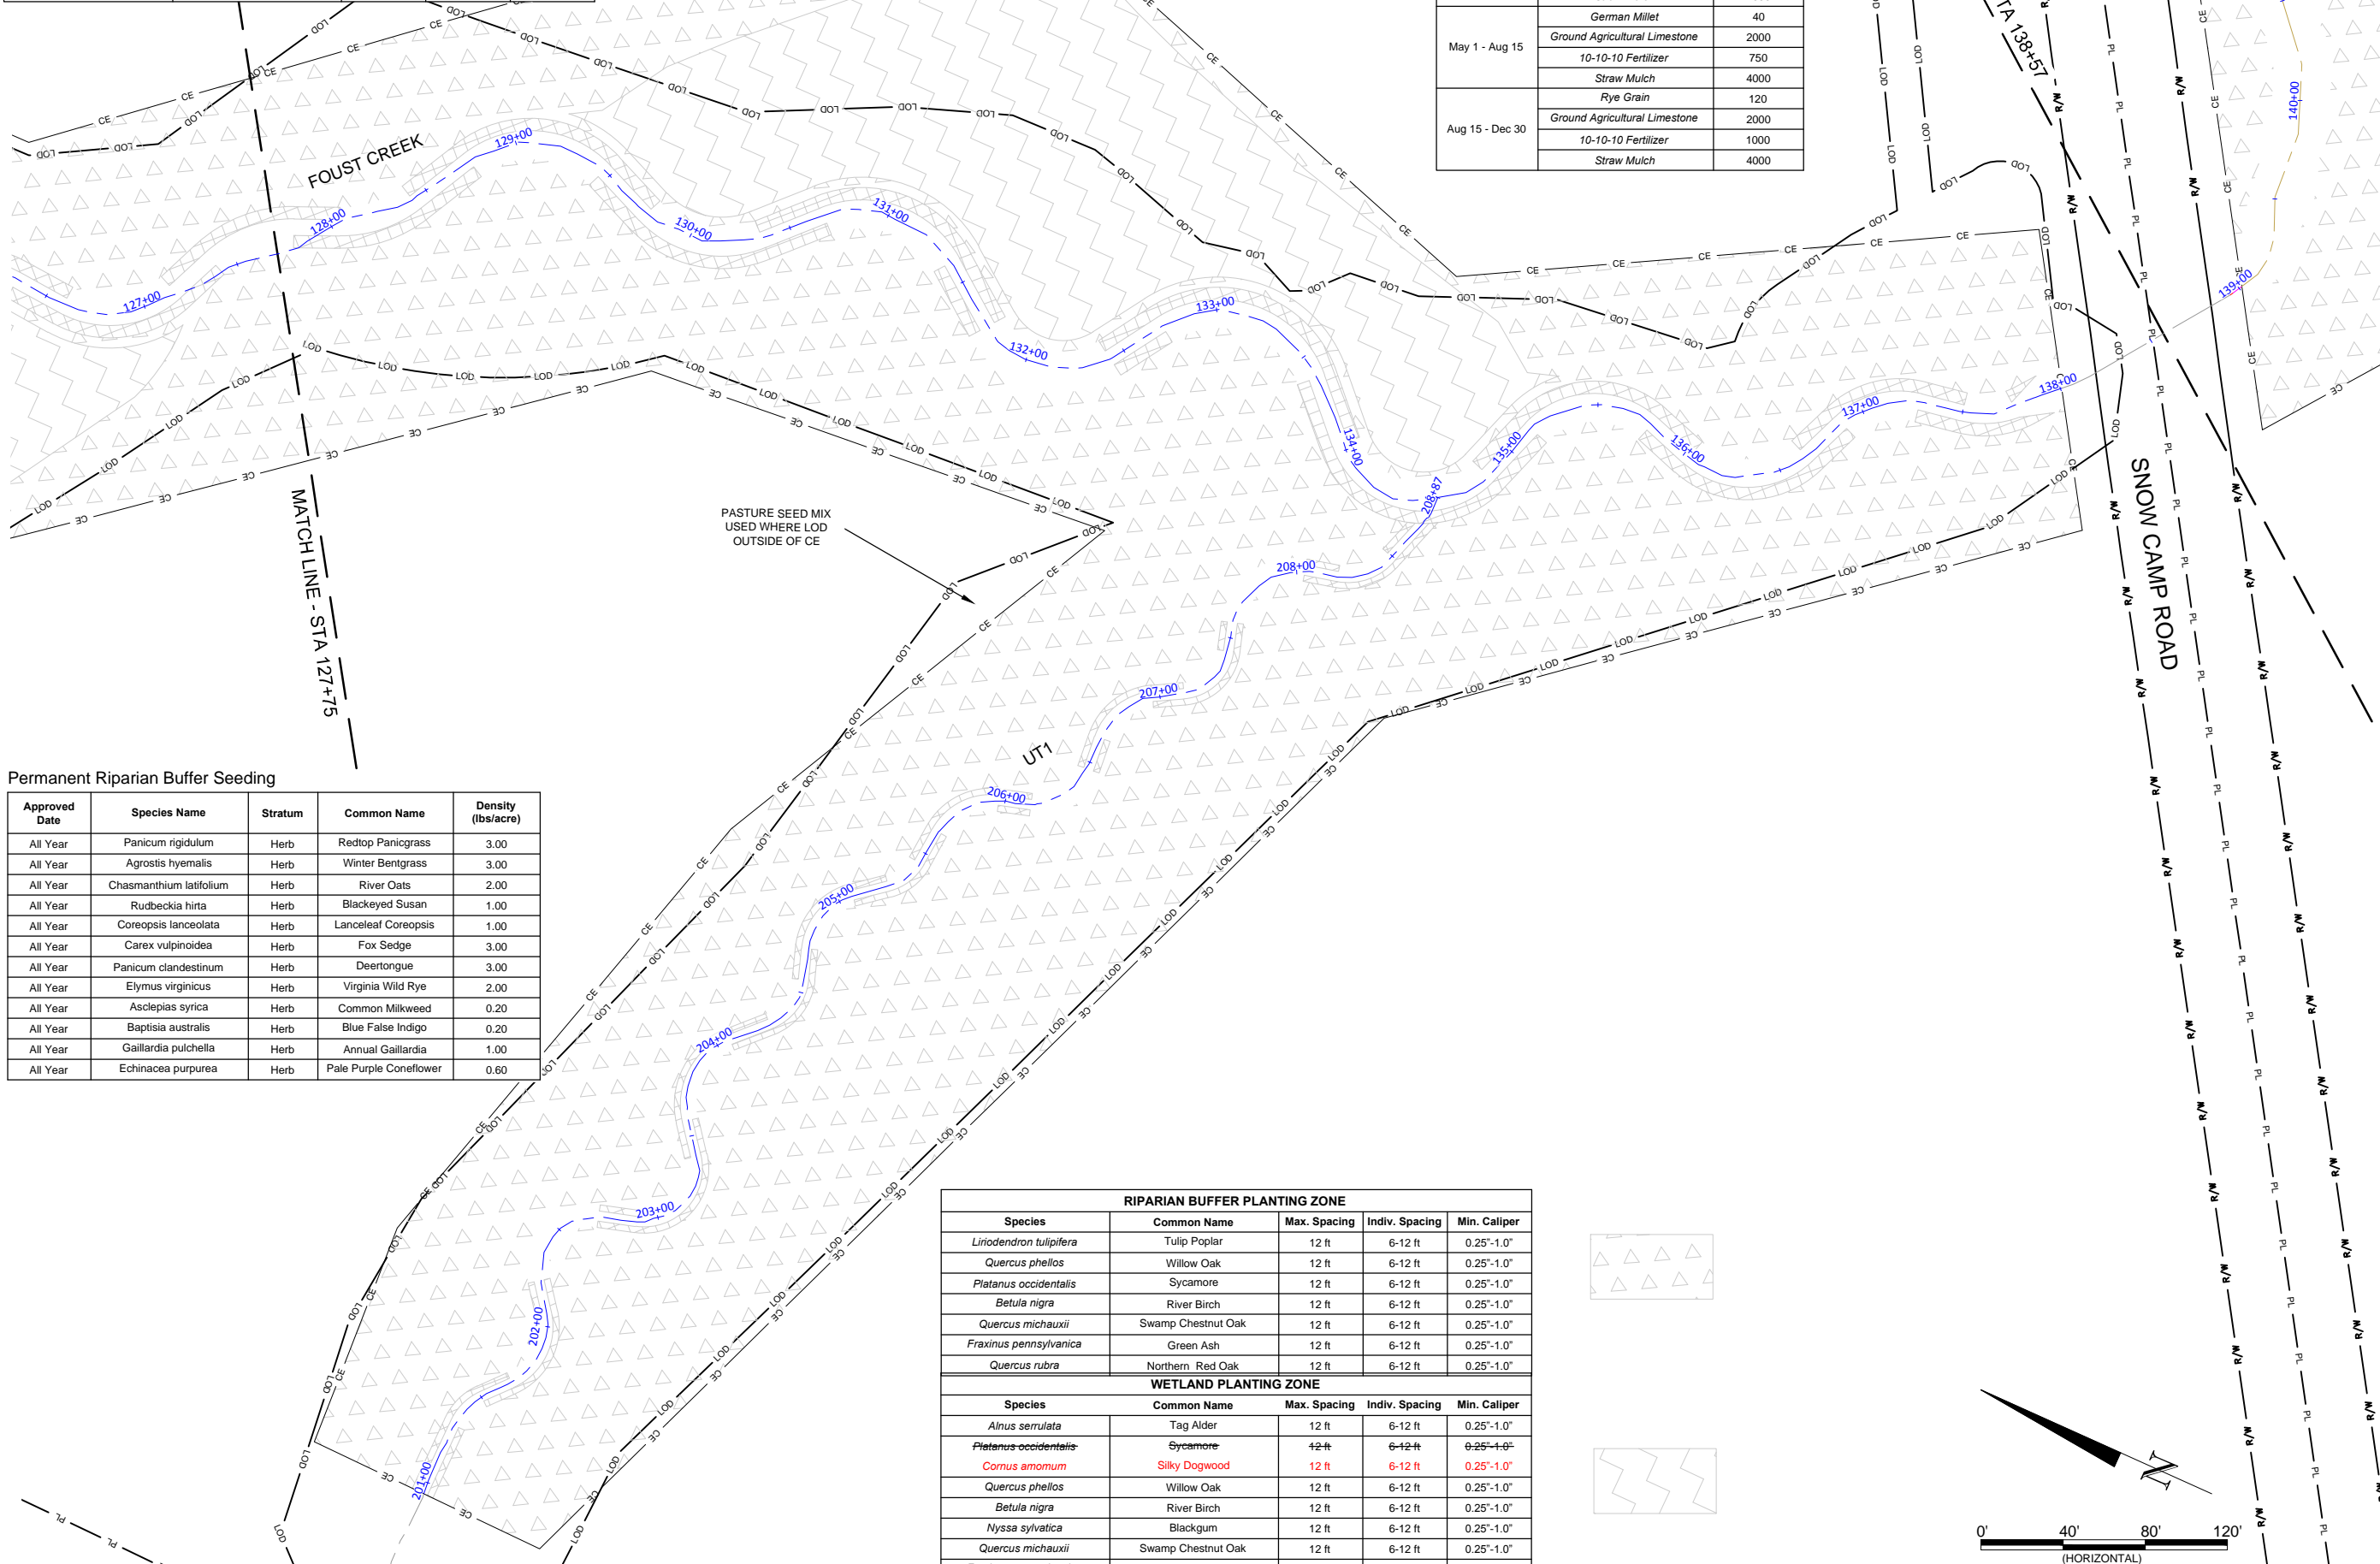 German Millet 40
May 1 - Aug 15
Ground Agricultural Limestone 2000
10-10-10 Fertilizer 750
Straw Mulch 4000
Rye Grain 120
Aug 15 - Dec 30
Ground Agricultural Limestone 2000
10-10-10 Fertilizer 1000
Straw Mulch 4000
TA 138+57
FOUST CREEK
127+00
128+00
129+00
130+00
131+00
132+00
133+00
134+00
135+00
136+00
137+00
138+00
139+00
140+00
MATCH LINE - STA 127+75
PASTURE SEED MIX
USED WHERE LOD
OUTSIDE OF CE
SNOW CAMP ROAD
208+87
208+00
207+00
UT1
206+00
205+00
204+00
203+00
202+00
201+00
LOD
CE
PL
R/W
Permanent Riparian Buffer Seeding
Approved Date Species Name Stratum Common Name Density (lbs/acre)
All Year Panicum rigidulum Herb Redtop Panicgrass 3.00
All Year Agrostis hyemalis Herb Winter Bentgrass 3.00
All Year Chasmanthium latifolium Herb River Oats 2.00
All Year Rudbeckia hirta Herb Blackeyed Susan 1.00
All Year Coreopsis lanceolata Herb Lanceleaf Coreopsis 1.00
All Year Carex vulpinoidea Herb Fox Sedge 3.00
All Year Panicum clandestinum Herb Deertongue 3.00
All Year Elymus virginicus Herb Virginia Wild Rye 2.00
All Year Asclepias syrica Herb Common Milkweed 0.20
All Year Baptisia australis Herb Blue False Indigo 0.20
All Year Gaillardia pulchella Herb Annual Gaillardia 1.00
All Year Echinacea purpurea Herb Pale Purple Coneflower 0.60
RIPARIAN BUFFER PLANTING ZONE
Species Common Name Max. Spacing Indiv. Spacing Min. Caliper
Liriodendron tulipifera Tulip Poplar 12 ft 6-12 ft 0.25"-1.0"
Quercus phellos Willow Oak 12 ft 6-12 ft 0.25"-1.0"
Platanus occidentalis Sycamore 12 ft 6-12 ft 0.25"-1.0"
Betula nigra River Birch 12 ft 6-12 ft 0.25"-1.0"
Quercus michauxii Swamp Chestnut Oak 12 ft 6-12 ft 0.25"-1.0"
Fraxinus pennsylvanica Green Ash 12 ft 6-12 ft 0.25"-1.0"
Quercus rubra Northern Red Oak 12 ft 6-12 ft 0.25"-1.0"
WETLAND PLANTING ZONE
Species Common Name Max. Spacing Indiv. Spacing Min. Caliper
Alnus serrulata Tag Alder 12 ft 6-12 ft 0.25"-1.0"
Platanus occidentalis Sycamore 12 ft 6-12 ft 0.25"-1.0"
Cornus amomum Silky Dogwood 12 ft 6-12 ft 0.25"-1.0"
Quercus phellos Willow Oak 12 ft 6-12 ft 0.25"-1.0"
Betula nigra River Birch 12 ft 6-12 ft 0.25"-1.0"
Nyssa sylvatica Blackgum 12 ft 6-12 ft 0.25"-1.0"
Quercus michauxii Swamp Chestnut Oak 12 ft 6-12 ft 0.25"-1.0"
N
0' 40' 80' 120'
(HORIZONTAL)